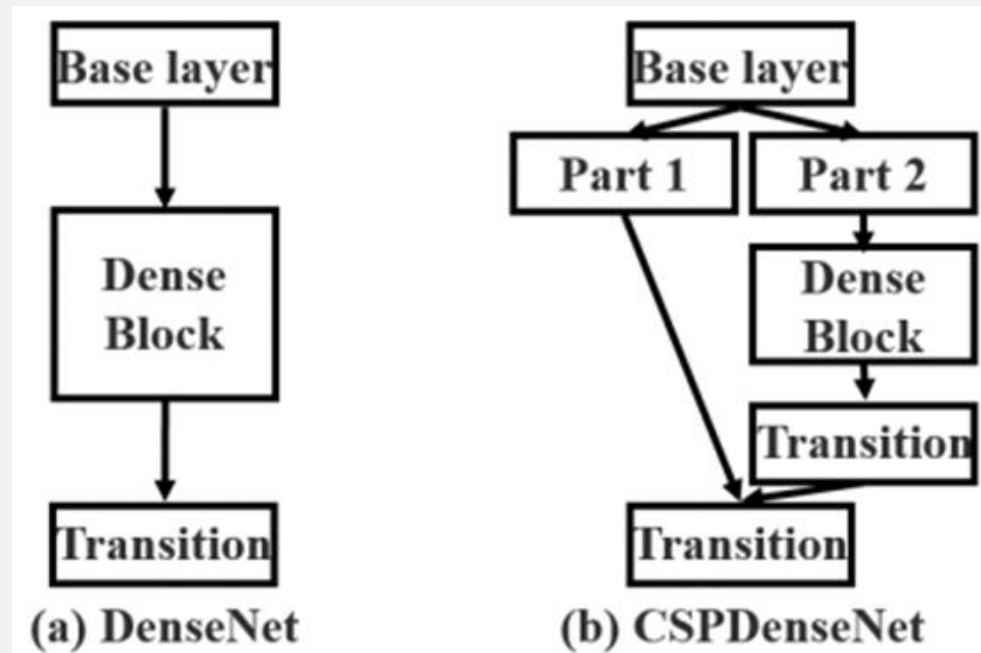 Base layer
Dense
Block
Transition
(a) DenseNet
Base layer
Part 1
Part 2
Dense
Block
Transition
Transition
(b) CSPDenseNet